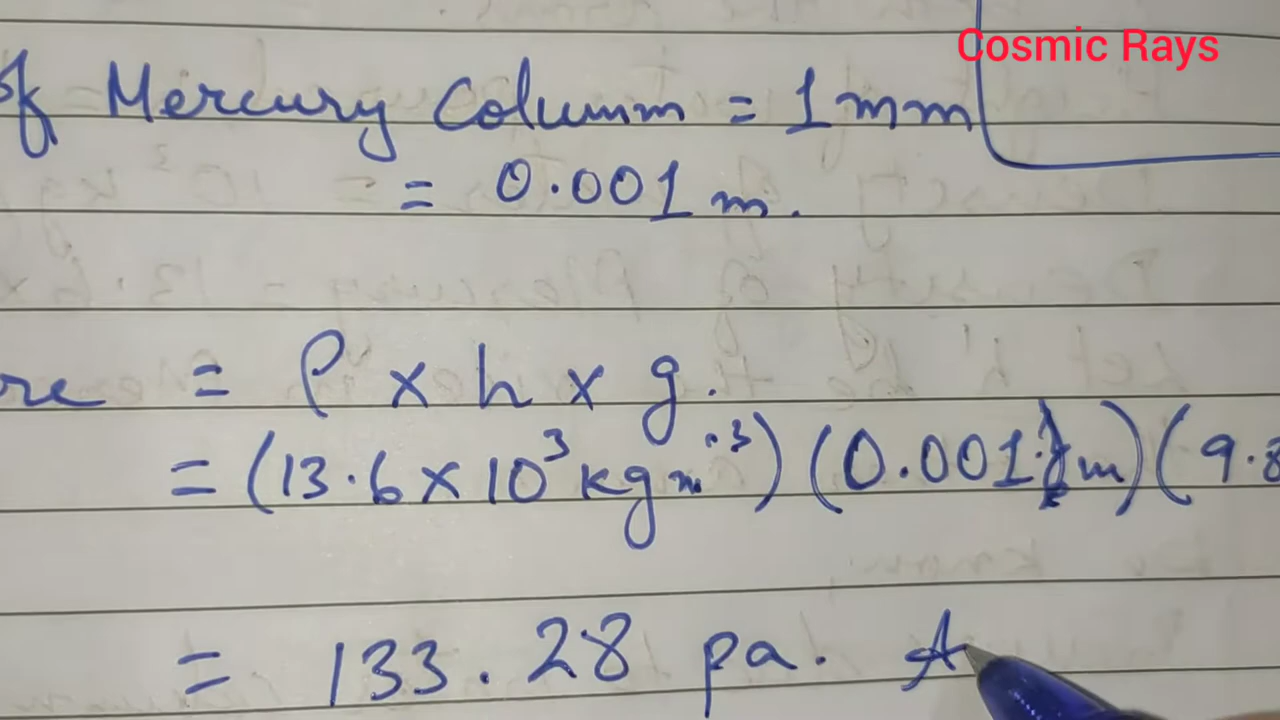 Cosmic Rays
of Mercury Column = 1mm
= 0.001 m.
re = ρ × h × g.
= (13.6 × 10³ kg m⁻³) (0.001 m) (9.8
= 133.28 pa. A